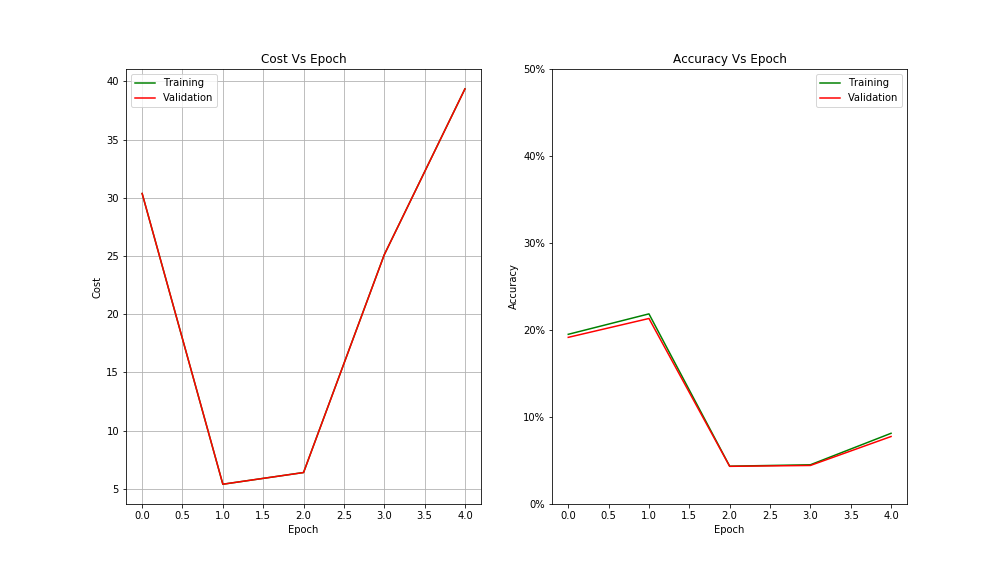 Cost Vs Epoch
Training
Validation
40
35
30
25
20
15
10
5
Cost
0.0 0.5 1.0 1.5 2.0 2.5 3.0 3.5 4.0
Epoch
Accuracy Vs Epoch
Training
Validation
50%
40%
30%
20%
10%
0%
Accuracy
0.0 0.5 1.0 1.5 2.0 2.5 3.0 3.5 4.0
Epoch